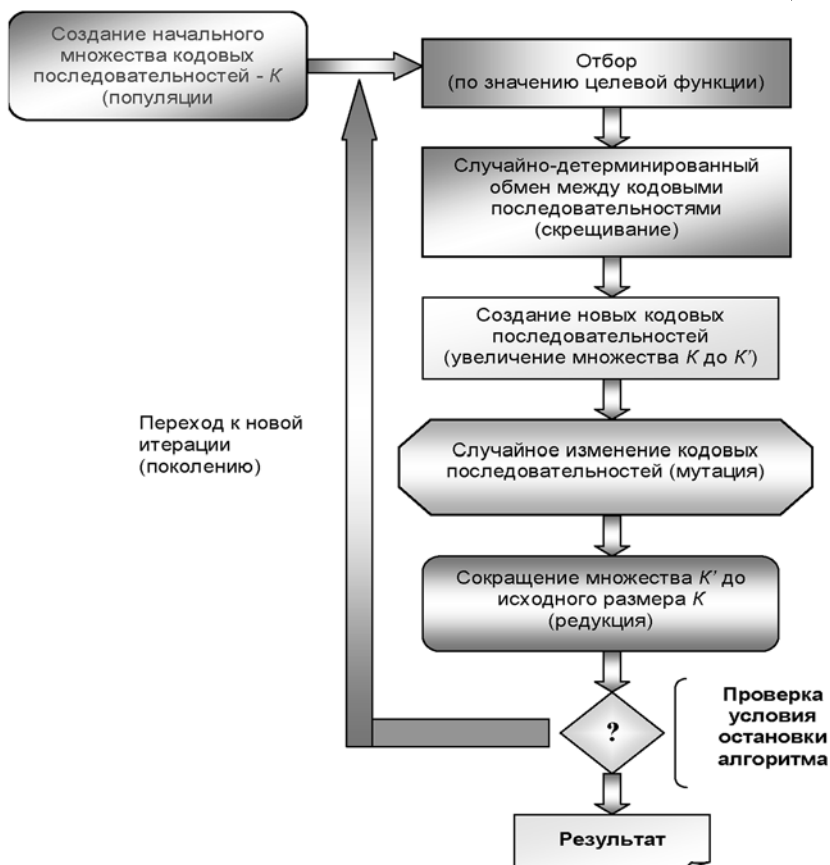 Создание начального
множества кодовых
последовательностей - К
(популяции
Отбор
(по значению целевой функции)
Случайно-детерминированный
обмен между кодовыми
последовательностями
(скрещивание)
Создание новых кодовых
последовательностей
(увеличение множества К до К')
Переход к новой
итерации
(поколению)
Случайное изменение кодовых
последовательностей (мутация)
Сокращение множества К' до
исходного размера К
(редукция)
?
Проверка
условия
остановки
алгоритма
Результат